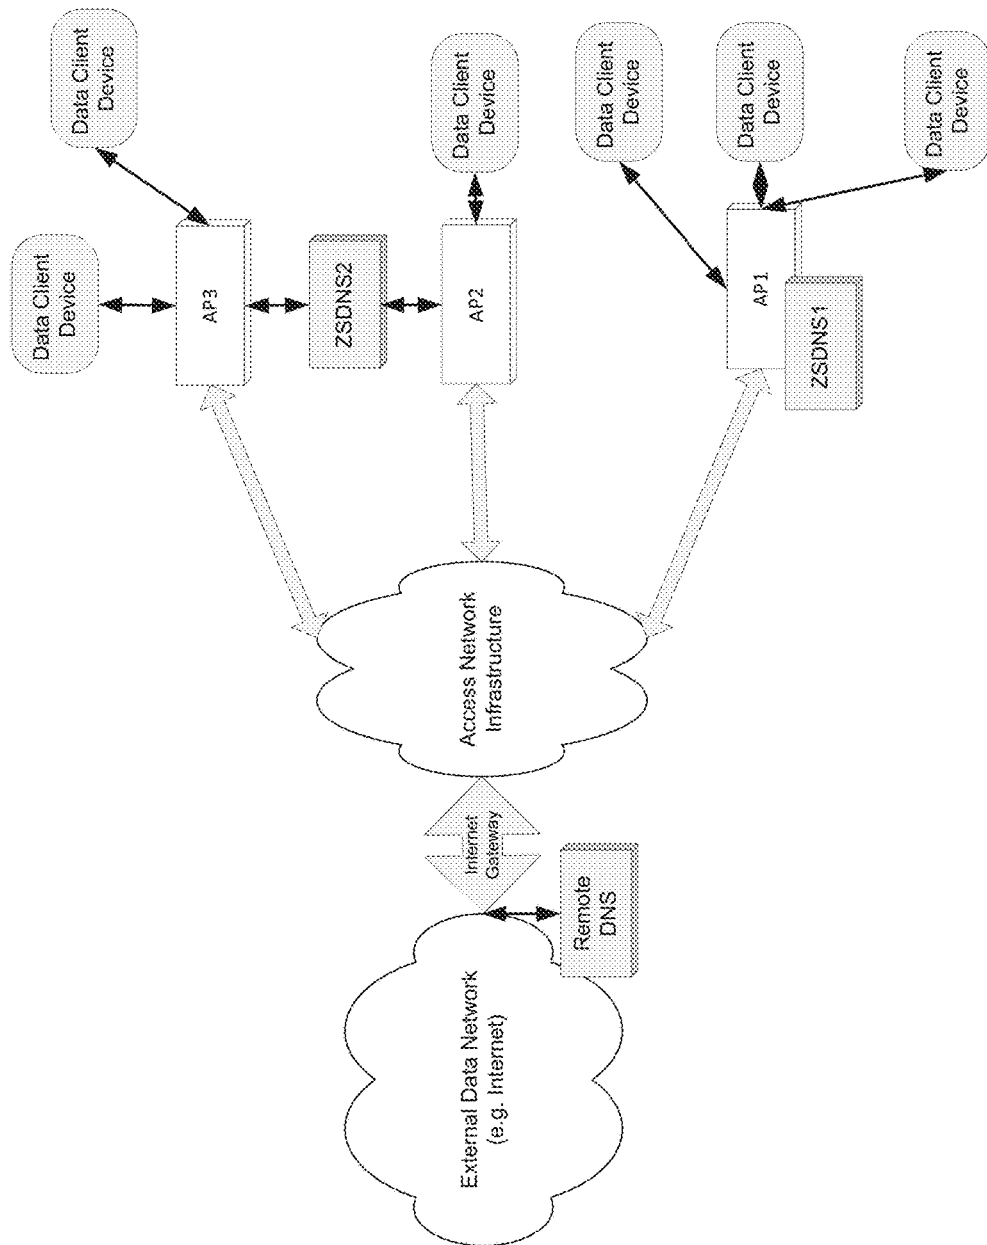 Data Client
Device
Data Client
Device
AP3
ZSDNS2
AP2
Data Client
Device
Data Client
Device
Data Client
Device
Data Client
Device
AP1
ZSDNS1
Access Network
Infrastructure
Internet
Gateway
Remote
DNS
External Data Network
(e.g. Internet)